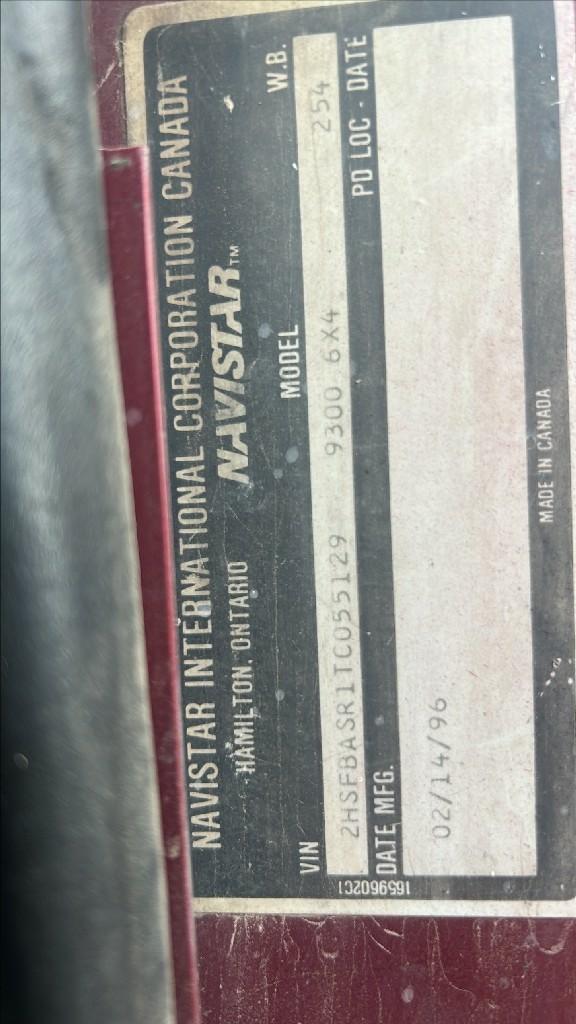 NAVISTAR INTERNATIONAL CORPORATION CANADA
HAMILTON, ONTARIO NAVISTAR™
VIN MODEL W.B.
2HSFBASR1TC055129 9300 6X4 254
DATE MFG. PD LOC - DATE
02/14/96
MADE IN CANADA
1659602C1